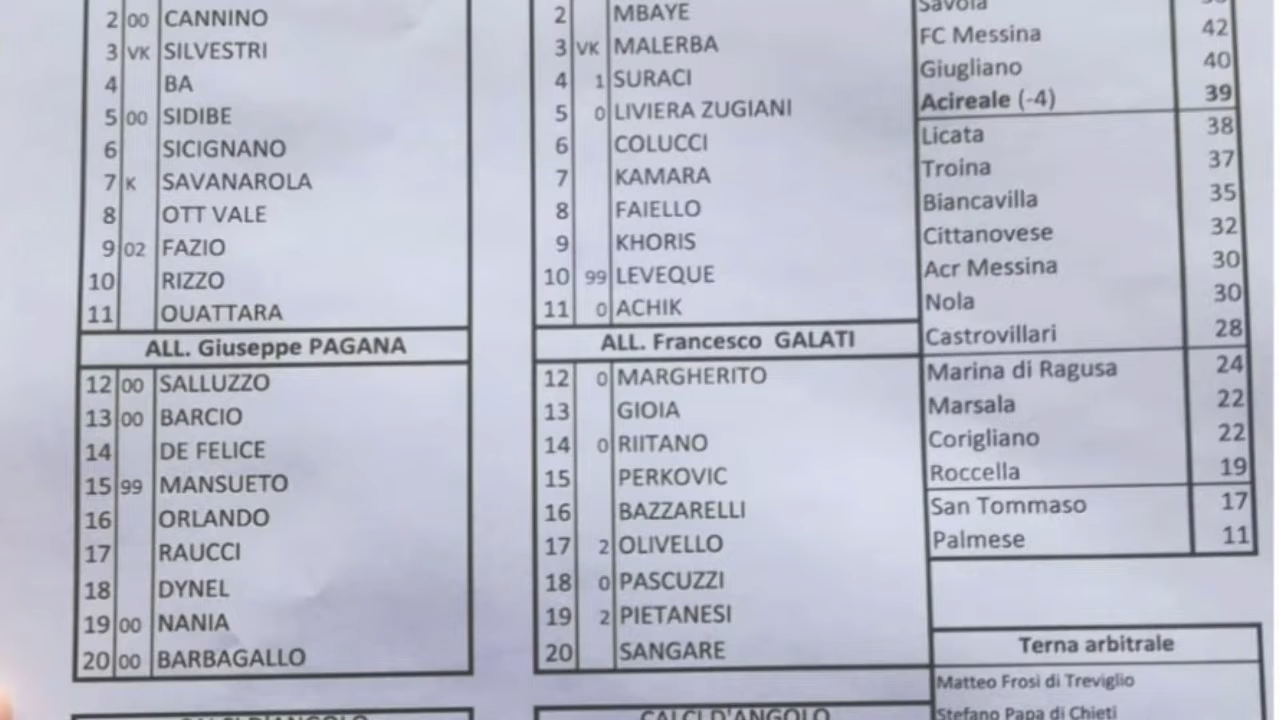 2 00 CANNINO
3 VK SILVESTRI
4 BA
5 00 SIDIBE
6 SICIGNANO
7 K SAVANAROLA
8 OTT VALE
9 02 FAZIO
10 RIZZO
11 OUATTARA
ALL. Giuseppe PAGANA
12 00 SALLUZZO
13 00 BARCIO
14 DE FELICE
15 99 MANSUETO
16 ORLANDO
17 RAUCCI
18 DYNEL
19 00 NANIA
20 00 BARBAGALLO
CALCI D'ANGOLO
2 MBAYE
3 VK MALERBA
4 1 SURACI
5 0 LIVIERA ZUGIANI
6 COLUCCI
7 KAMARA
8 FAIELLO
9 KHORIS
10 99 LEVEQUE
11 0 ACHIK
ALL. Francesco GALATI
12 0 MARGHERITO
13 GIOIA
14 0 RIITANO
15 PERKOVIC
16 BAZZARELLI
17 2 OLIVELLO
18 0 PASCUZZI
19 2 PIETANESI
20 SANGARE
CALCI D'ANGOLO
Savoia
FC Messina 42
Giugliano 40
Acireale (-4) 39
Licata 38
Troina 37
Biancavilla 35
Cittanovese 32
Acr Messina 30
Nola 30
Castrovillari 28
Marina di Ragusa 24
Marsala 22
Corigliano 22
Roccella 19
San Tommaso 17
Palmese 11
Terna arbitrale
Matteo Frosi di Treviglio
Stefano Papa di Chieti